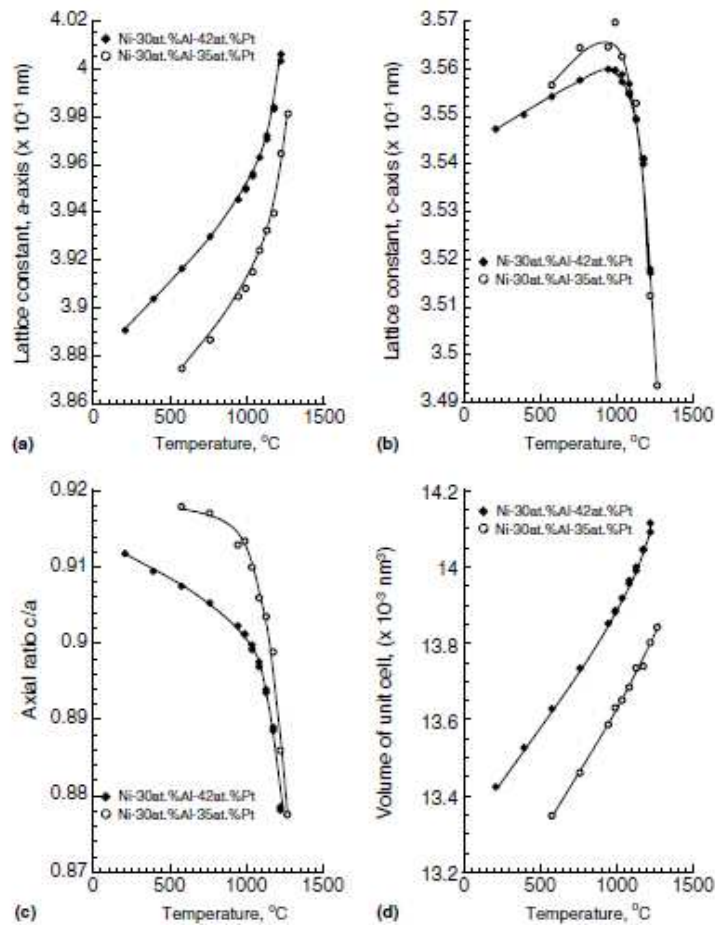 4.02
4
3.98
3.96
3.94
3.92
3.9
3.88
3.86
Lattice constant, a-axis (x 10⁻¹ nm)
Ni-30at.%Al-42at.%Pt
Ni-30at.%Al-35at.%Pt
0 500 1000 1500
(a) Temperature, °C
3.57
3.56
3.55
3.54
3.53
3.52
3.51
3.5
3.49
Lattice constant, c-axis (x 10⁻¹ nm)
Ni-30at.%Al-42at.%Pt
Ni-30at.%Al-35at.%Pt
0 500 1000 1500
(b) Temperature, °C
0.92
0.91
0.9
0.89
0.88
0.87
Axial ratio c/a
Ni-30at.%Al-42at.%Pt
Ni-30at.%Al-35at.%Pt
0 500 1000 1500
(c) Temperature, °C
14.2
14
13.8
13.6
13.4
13.2
Volume of unit cell, (x 10⁻³ nm³)
Ni-30at.%Al-42at.%Pt
Ni-30at.%Al-35at.%Pt
0 500 1000 1500
(d) Temperature, °C